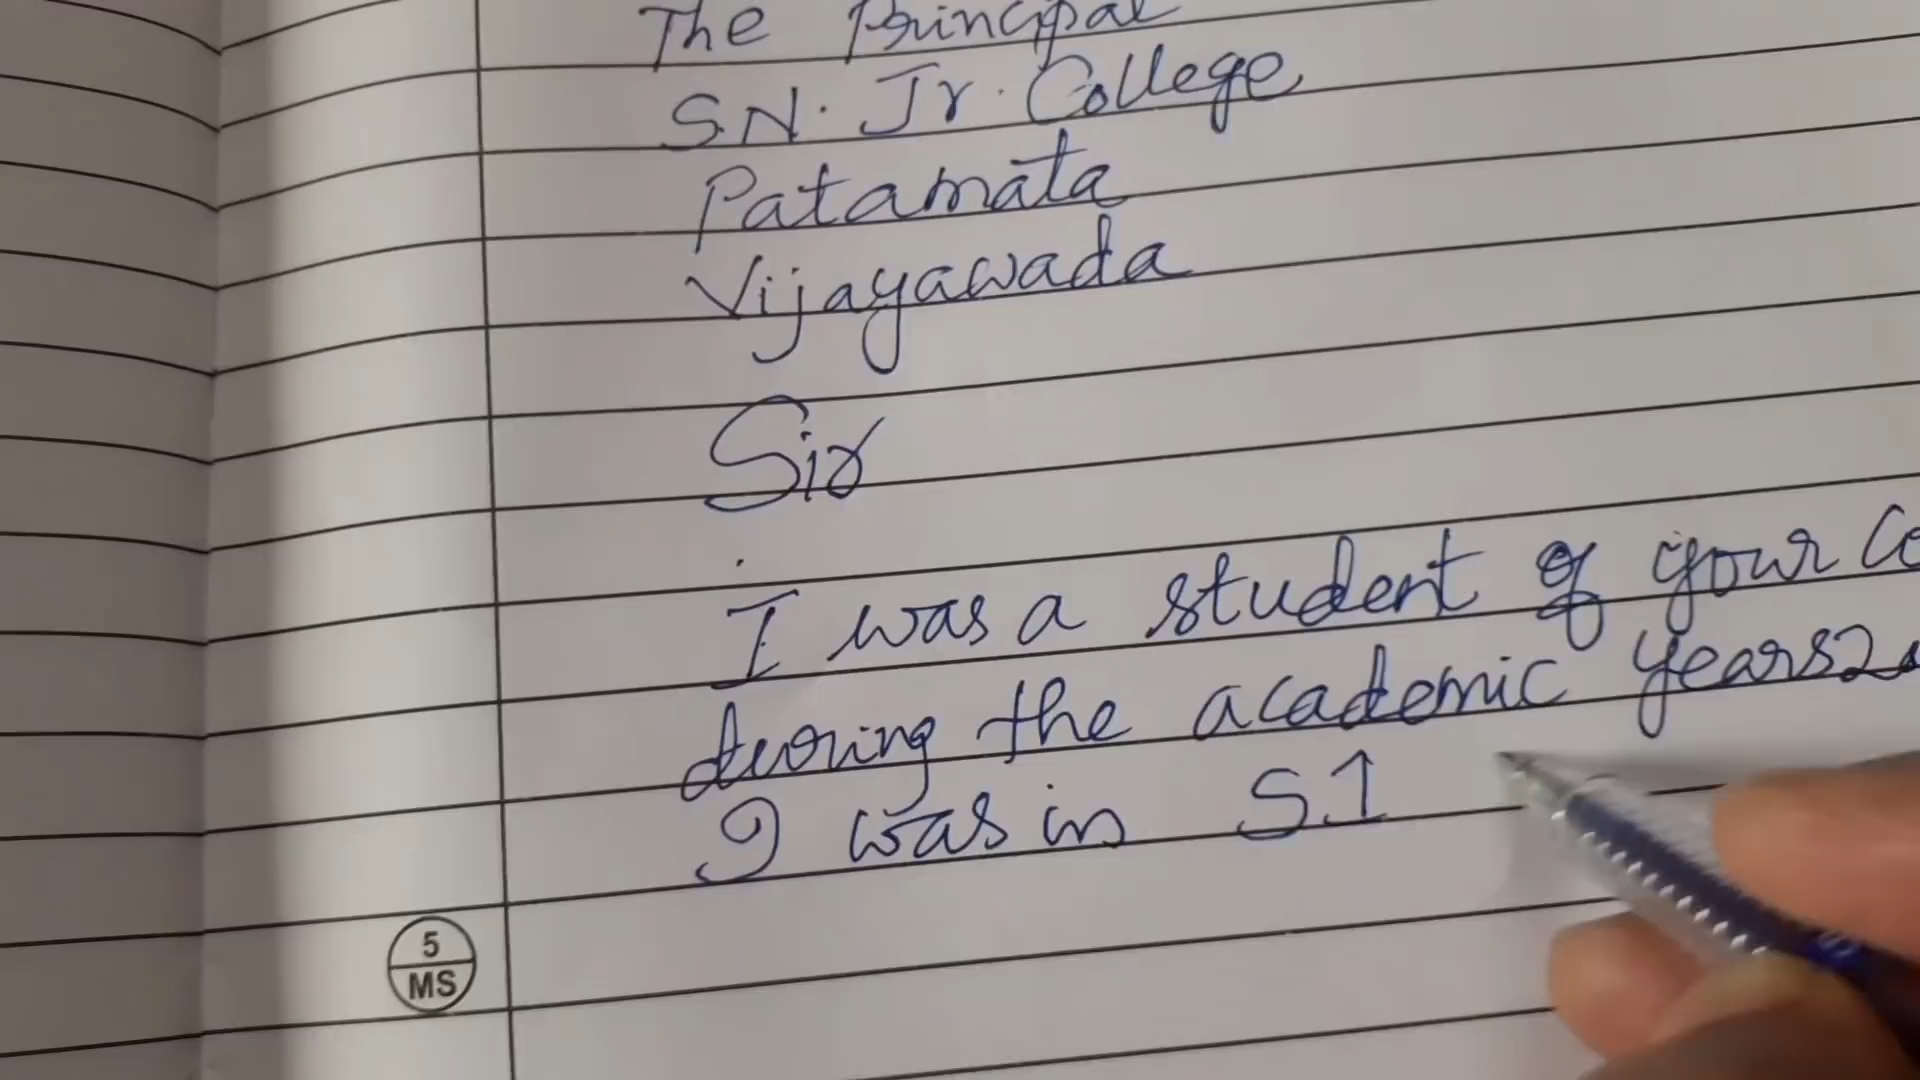 The Principal
S.N. Jr. College
Patamata
Vijayawada
Sir
I was a student of your
during the academic years
I was in S1
5
MS